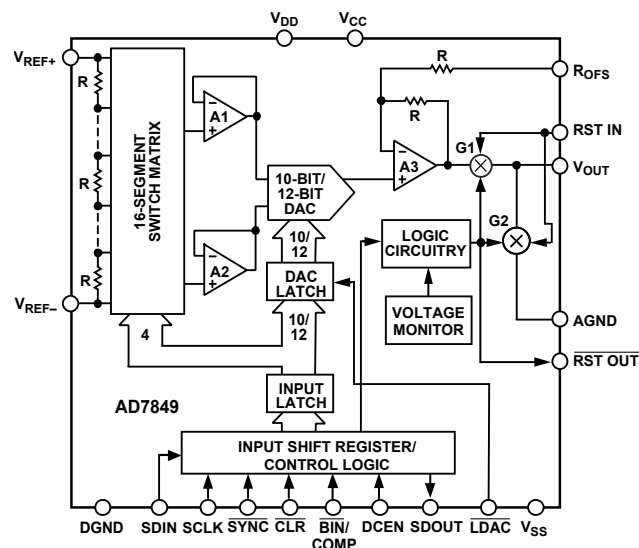 VDD
VCC
VREF+
R
R
R
VREF–
16-SEGMENT
SWITCH MATRIX
A1
A2
10-BIT/
12-BIT
DAC
10/
12
DAC
LATCH
10/
12
4
INPUT
LATCH
R
R
A3
G1
G2
LOGIC
CIRCUITRY
VOLTAGE
MONITOR
ROFS
RST IN
VOUT
AGND
RST OUT
AD7849
INPUT SHIFT REGISTER/
CONTROL LOGIC
DGND
SDIN
SCLK
SYNC
CLR
BIN/
COMP
DCEN
SDOUT
LDAC
VSS